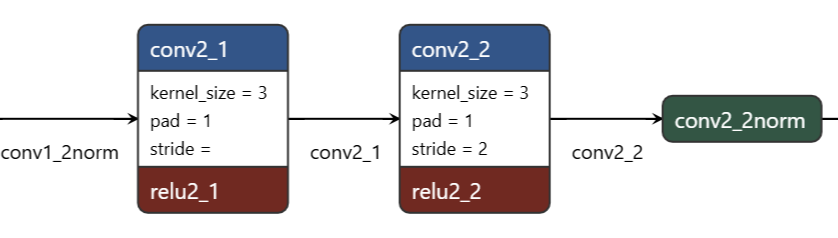 conv2_1
kernel_size = 3
pad = 1
stride =
relu2_1
conv2_2
kernel_size = 3
pad = 1
stride = 2
relu2_2
conv2_2norm
conv1_2norm
conv2_1
conv2_2